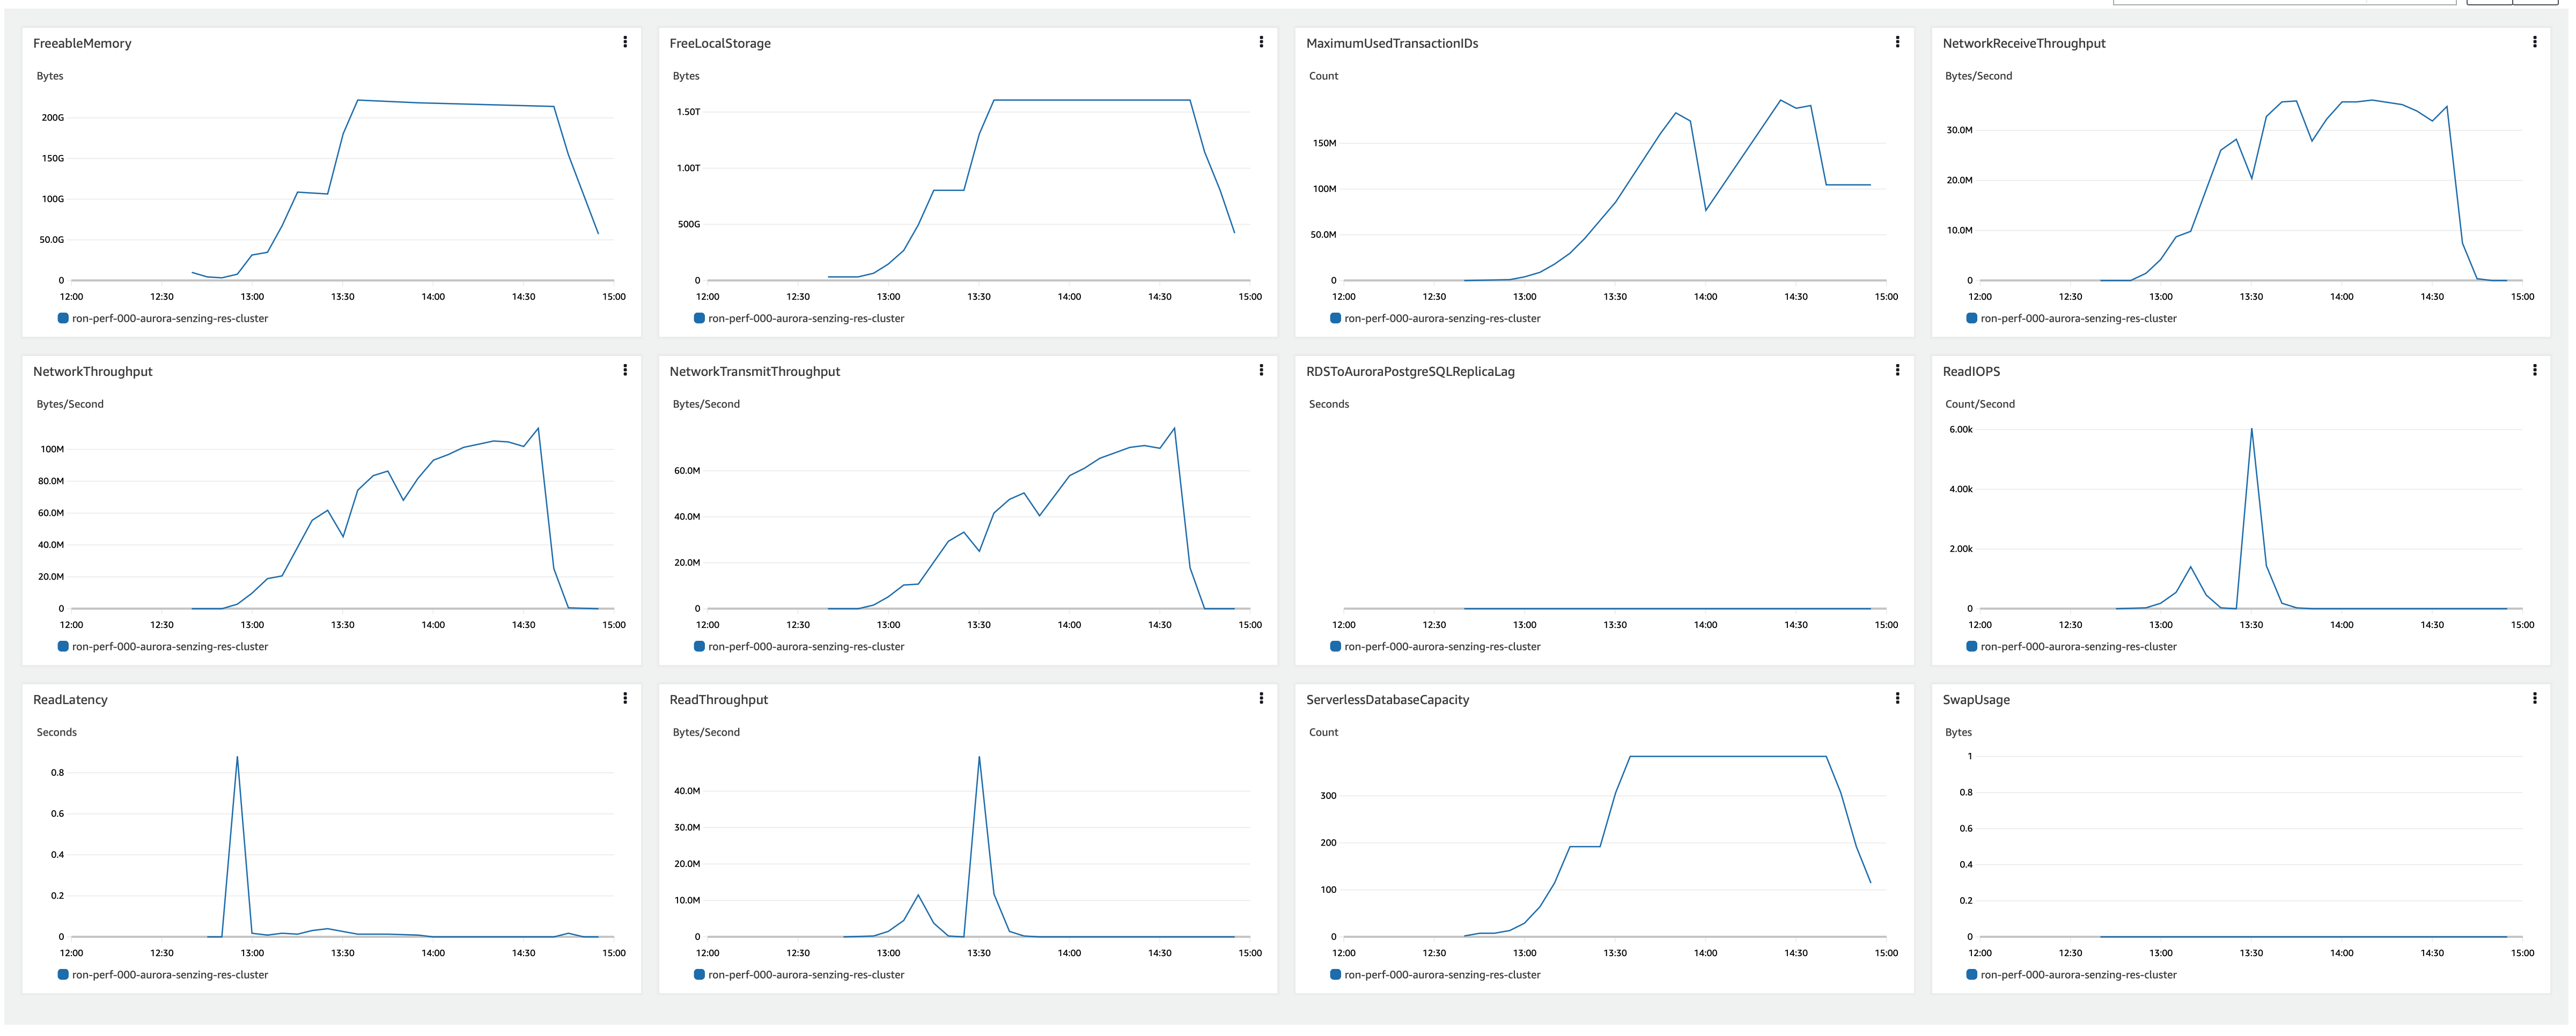 FreeableMemory
Bytes
200G
150G
100G
50.0G
0
12:00 12:30 13:00 13:30 14:00 14:30 15:00
ron-perf-000-aurora-senzing-res-cluster
FreeLocalStorage
Bytes
1.50T
1.00T
500G
0
12:00 12:30 13:00 13:30 14:00 14:30 15:00
ron-perf-000-aurora-senzing-res-cluster
MaximumUsedTransactionIDs
Count
150M
100M
50.0M
0
12:00 12:30 13:00 13:30 14:00 14:30 15:00
ron-perf-000-aurora-senzing-res-cluster
NetworkReceiveThroughput
Bytes/Second
30.0M
20.0M
10.0M
0
12:00 12:30 13:00 13:30 14:00 14:30 15:00
ron-perf-000-aurora-senzing-res-cluster
NetworkThroughput
Bytes/Second
100M
80.0M
60.0M
40.0M
20.0M
0
12:00 12:30 13:00 13:30 14:00 14:30 15:00
ron-perf-000-aurora-senzing-res-cluster
NetworkTransmitThroughput
Bytes/Second
60.0M
40.0M
20.0M
0
12:00 12:30 13:00 13:30 14:00 14:30 15:00
ron-perf-000-aurora-senzing-res-cluster
RDSToAuroraPostgreSQLReplicaLag
Seconds
12:00 12:30 13:00 13:30 14:00 14:30 15:00
ron-perf-000-aurora-senzing-res-cluster
ReadIOPS
Count/Second
6.00k
4.00k
2.00k
0
12:00 12:30 13:00 13:30 14:00 14:30 15:00
ron-perf-000-aurora-senzing-res-cluster
ReadLatency
Seconds
0.8
0.6
0.4
0.2
0
12:00 12:30 13:00 13:30 14:00 14:30 15:00
ron-perf-000-aurora-senzing-res-cluster
ReadThroughput
Bytes/Second
40.0M
30.0M
20.0M
10.0M
0
12:00 12:30 13:00 13:30 14:00 14:30 15:00
ron-perf-000-aurora-senzing-res-cluster
ServerlessDatabaseCapacity
Count
300
200
100
0
12:00 12:30 13:00 13:30 14:00 14:30 15:00
ron-perf-000-aurora-senzing-res-cluster
SwapUsage
Bytes
1
0.8
0.6
0.4
0.2
0
12:00 12:30 13:00 13:30 14:00 14:30 15:00
ron-perf-000-aurora-senzing-res-cluster